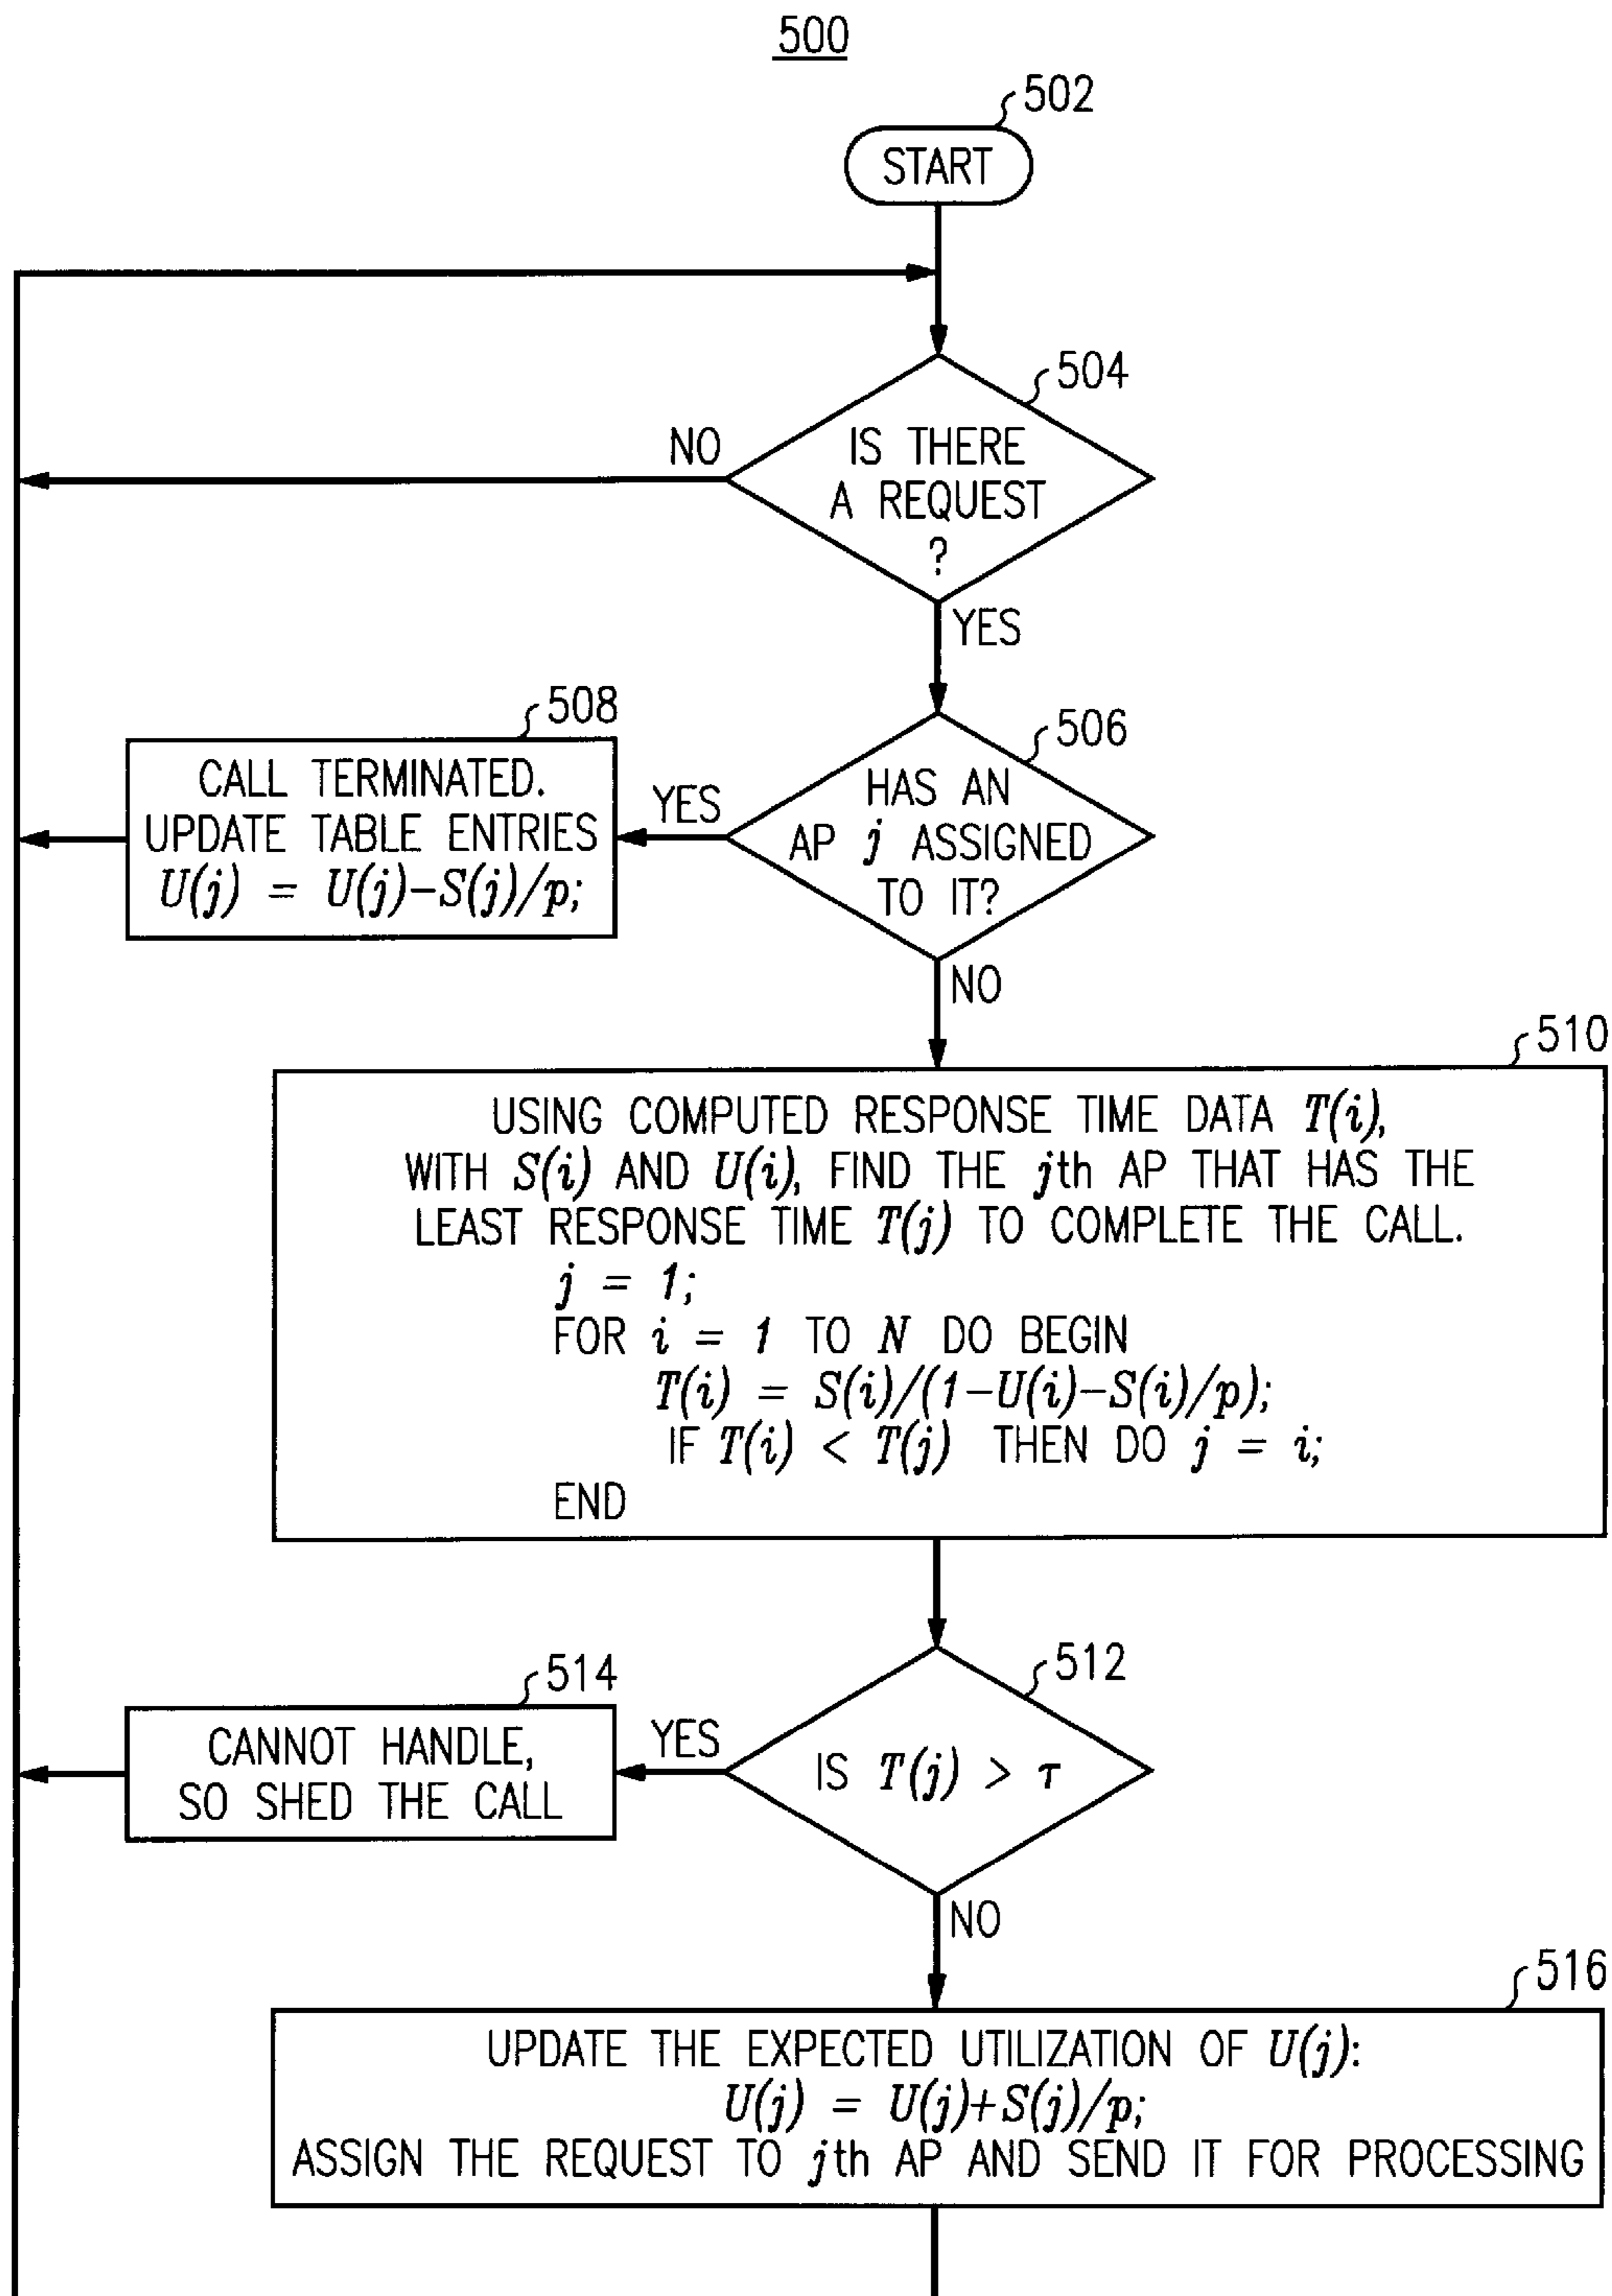 500
502
START
504
NO
IS THERE
A REQUEST
?
YES
508
506
CALL TERMINATED.
UPDATE TABLE ENTRIES
U(j) = U(j)-S(j)/p;
YES
HAS AN
AP j ASSIGNED
TO IT?
NO
510
USING COMPUTED RESPONSE TIME DATA T(i),
WITH S(i) AND U(i), FIND THE jth AP THAT HAS THE
LEAST RESPONSE TIME T(j) TO COMPLETE THE CALL.
j = 1;
FOR i = 1 TO N DO BEGIN
T(i) = S(i)/(1-U(i)-S(i)/p);
IF T(i) < T(j) THEN DO j = i;
END
514
512
CANNOT HANDLE,
SO SHED THE CALL
YES
IS T(j) > τ
NO
516
UPDATE THE EXPECTED UTILIZATION OF U(j):
U(j) = U(j)+S(j)/p;
ASSIGN THE REQUEST TO jth AP AND SEND IT FOR PROCESSING